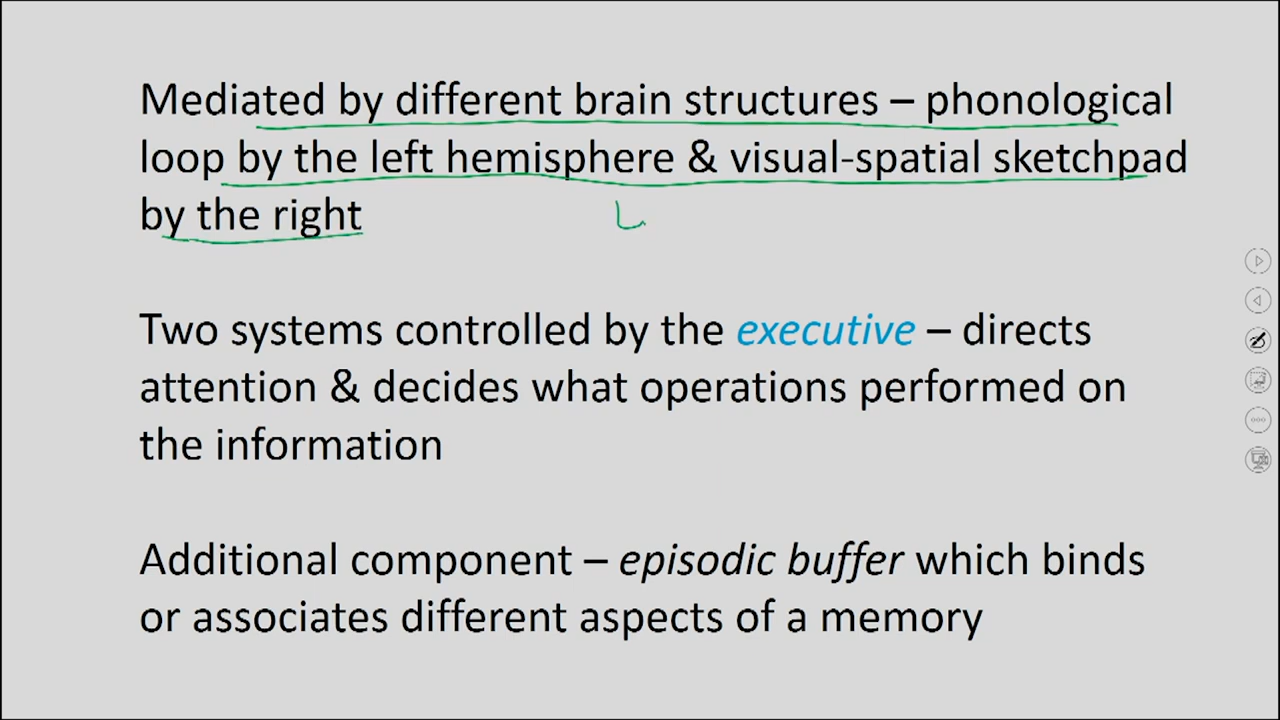 Mediated by different brain structures – phonological
loop by the left hemisphere & visual-spatial sketchpad
by the right
L
Two systems controlled by the executive – directs
attention & decides what operations performed on
the information
Additional component – episodic buffer which binds
or associates different aspects of a memory